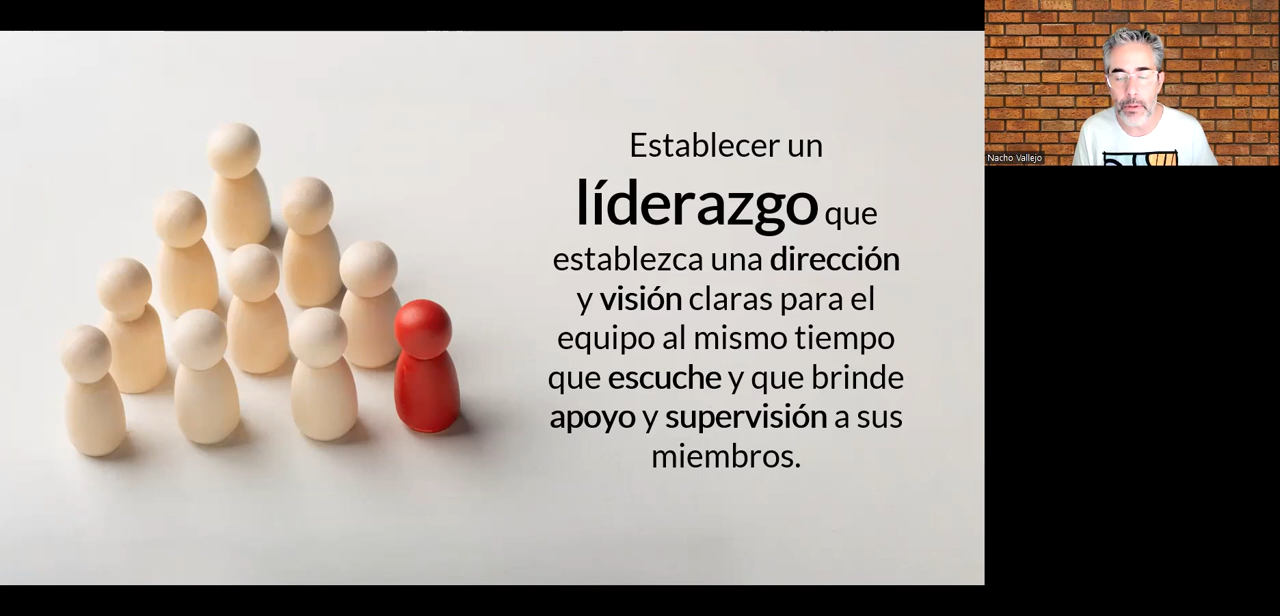 Establecer un
líderazgo que
establezca una dirección
y visión claras para el
equipo al mismo tiempo
que escuche y que brinde
apoyo y supervisión a sus
miembros.
Nacho Vallejo